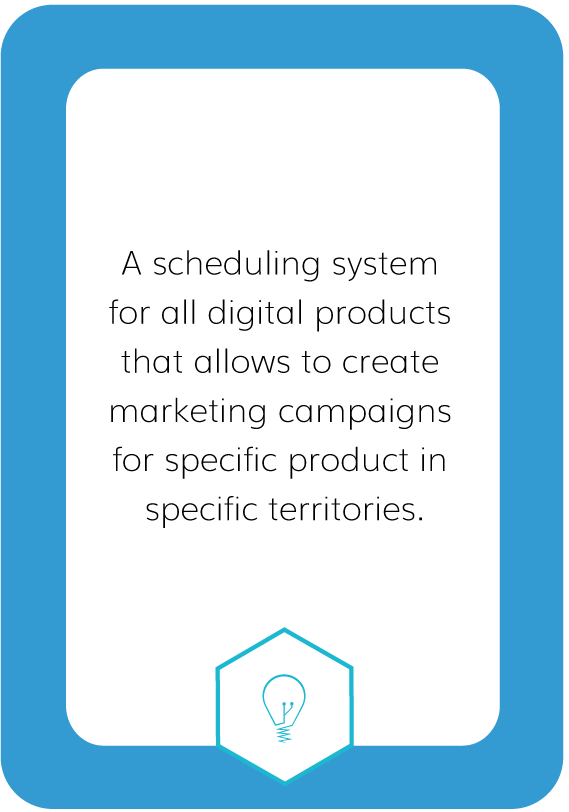 A scheduling system
for all digital products
that allows to create
marketing campaigns
for specific product in
specific territories.